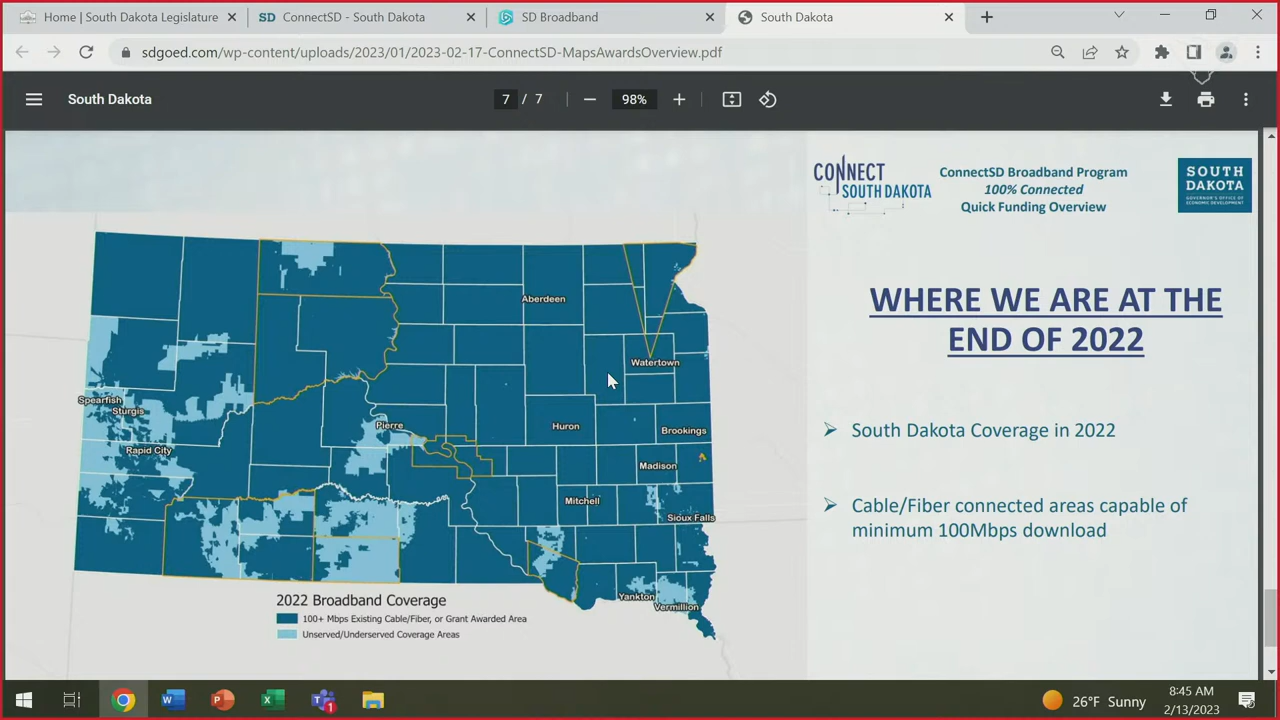 Home | South Dakota Legislature
SD ConnectSD - South Dakota
SD Broadband
South Dakota
sdgoed.com/wp-content/uploads/2023/01/2023-02-17-ConnectSD-MapsAwardsOverview.pdf
South Dakota
7 / 7
98%
CONNECT
SOUTH DAKOTA
ConnectSD Broadband Program
100% Connected
Quick Funding Overview
SOUTH
DAKOTA
GOVERNOR'S OFFICE OF
ECONOMIC DEVELOPMENT
WHERE WE ARE AT THE
END OF 2022
South Dakota Coverage in 2022
Cable/Fiber connected areas capable of
minimum 100Mbps download
Aberdeen
Watertown
Spearfish
Sturgis
Pierre
Huron
Brookings
Rapid City
Madison
Mitchell
Sioux Falls
Yankton
Vermillion
2022 Broadband Coverage
100+ Mbps Existing Cable/Fiber, or Grant Awarded Area
Unserved/Underserved Coverage Areas
26°F Sunny
8:45 AM
2/13/2023